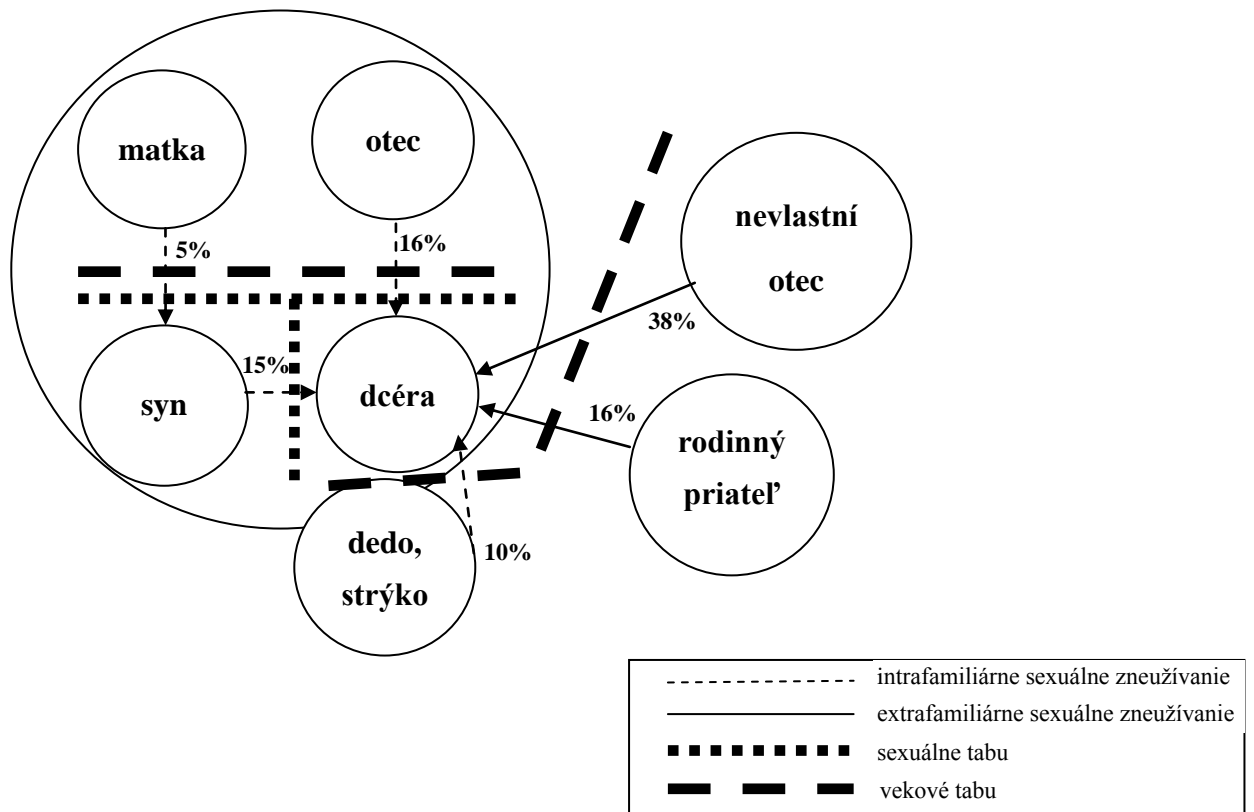 matka
otec
5%
16%
nevlastní
otec
38%
15%
syn
dcéra
16%
rodinný
priateľ
dedo,
strýko
10%
intrafamiliárne sexuálne zneužívanie
extrafamiliárne sexuálne zneužívanie
sexuálne tabu
vekové tabu